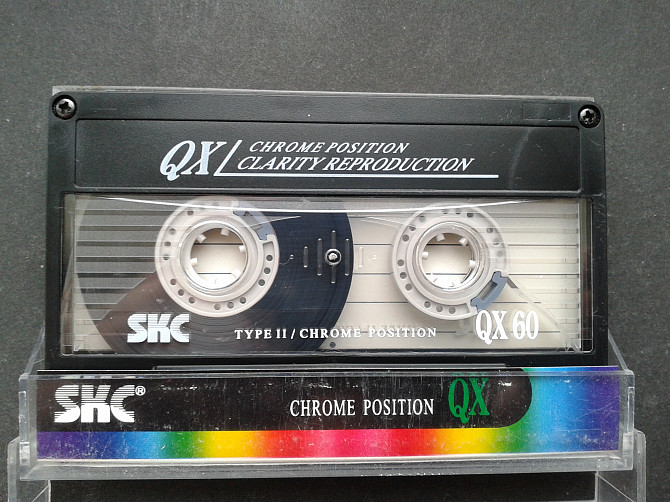 QX CHROME POSITION
CLARITY REPRODUCTION
SKC TYPE II / CHROME POSITION QX 60
SKC® CHROME POSITION QX